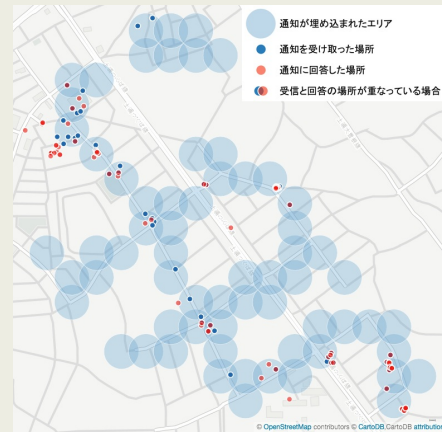 通知が埋め込まれたエリア
通知を受け取った場所
通知に回答した場所
受信と回答の場所が重なっている場合
© OpenStreetMap contributors © CartoDB,CartoDB attribution